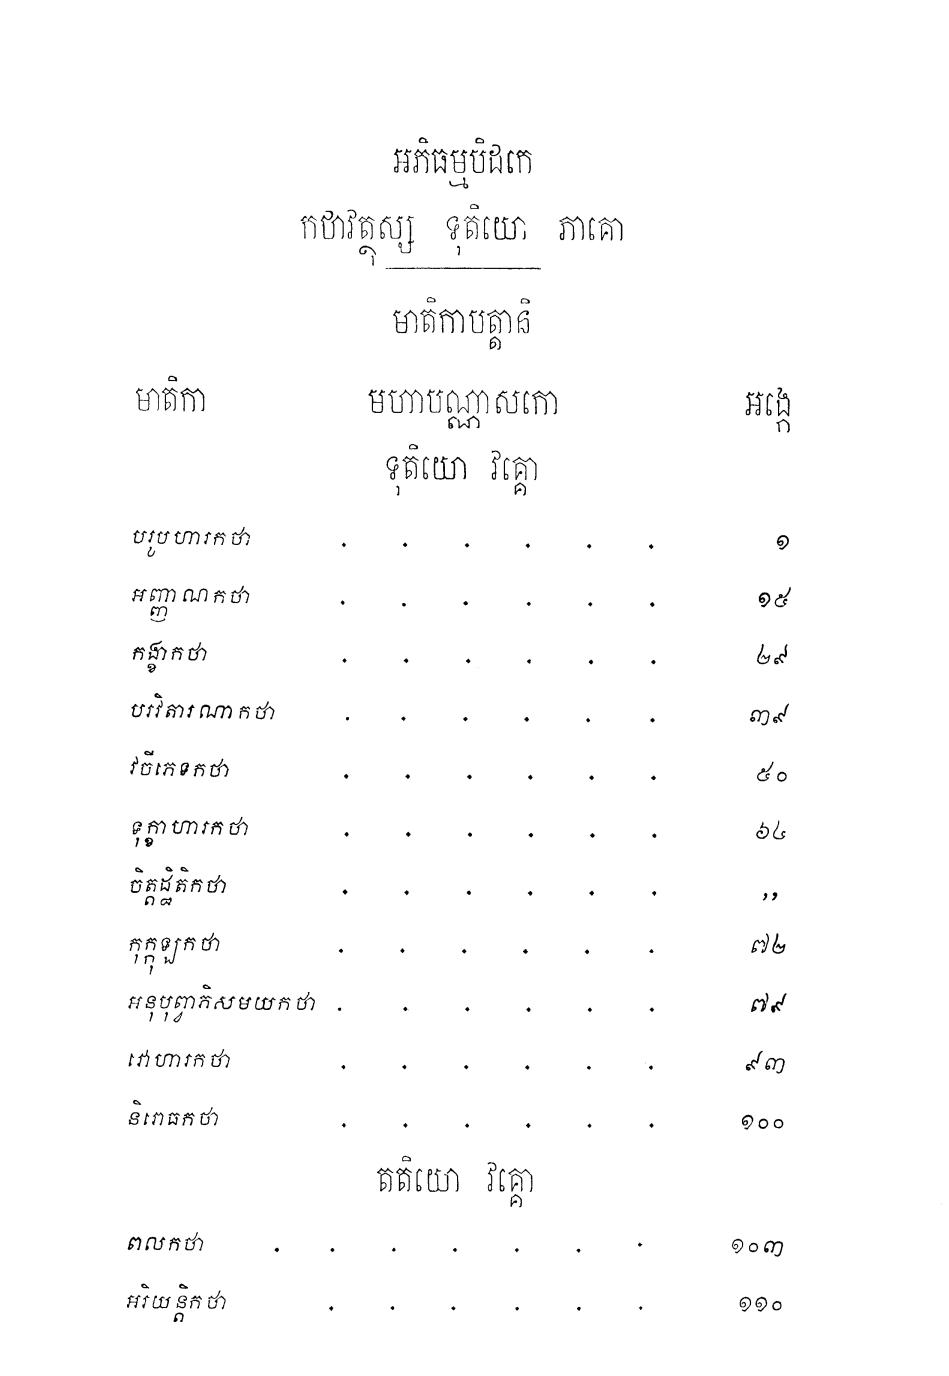 អភិធម្មបិដកេ
កថាវត្ថុស្ស ទុតិយោ ភាគោ
មាតិកាបត្តានិ
មាតិកា មហាបណ្ណាសកោ អង្កេ
ទុតិយោ វគ្គោ
បរូបហារកថា . . . . . . ១
អញ្ញាណកថា . . . . . . ១៥
កង្ខាកថា . . . . . . ២៩
បរវិតារណាកថា . . . . . . ៣៩
វចីភេទកថា . . . . . . ៥០
ទុក្ខាហារកថា . . . . . . ៦៤
ចិត្តដ្ឋិតិកថា . . . . . . ,,
កុក្កុឡកថា . . . . . . ៧២
អនុបុព្វាភិសមយកថា . . . . . . ៧៩
វោហារកថា . . . . . . ៩៣
និរោធកថា . . . . . . ១០០
តតិយោ វគ្គោ
ពលកថា . . . . . . . ១០៣
អរិយន្តិកថា . . . . . . ១១០